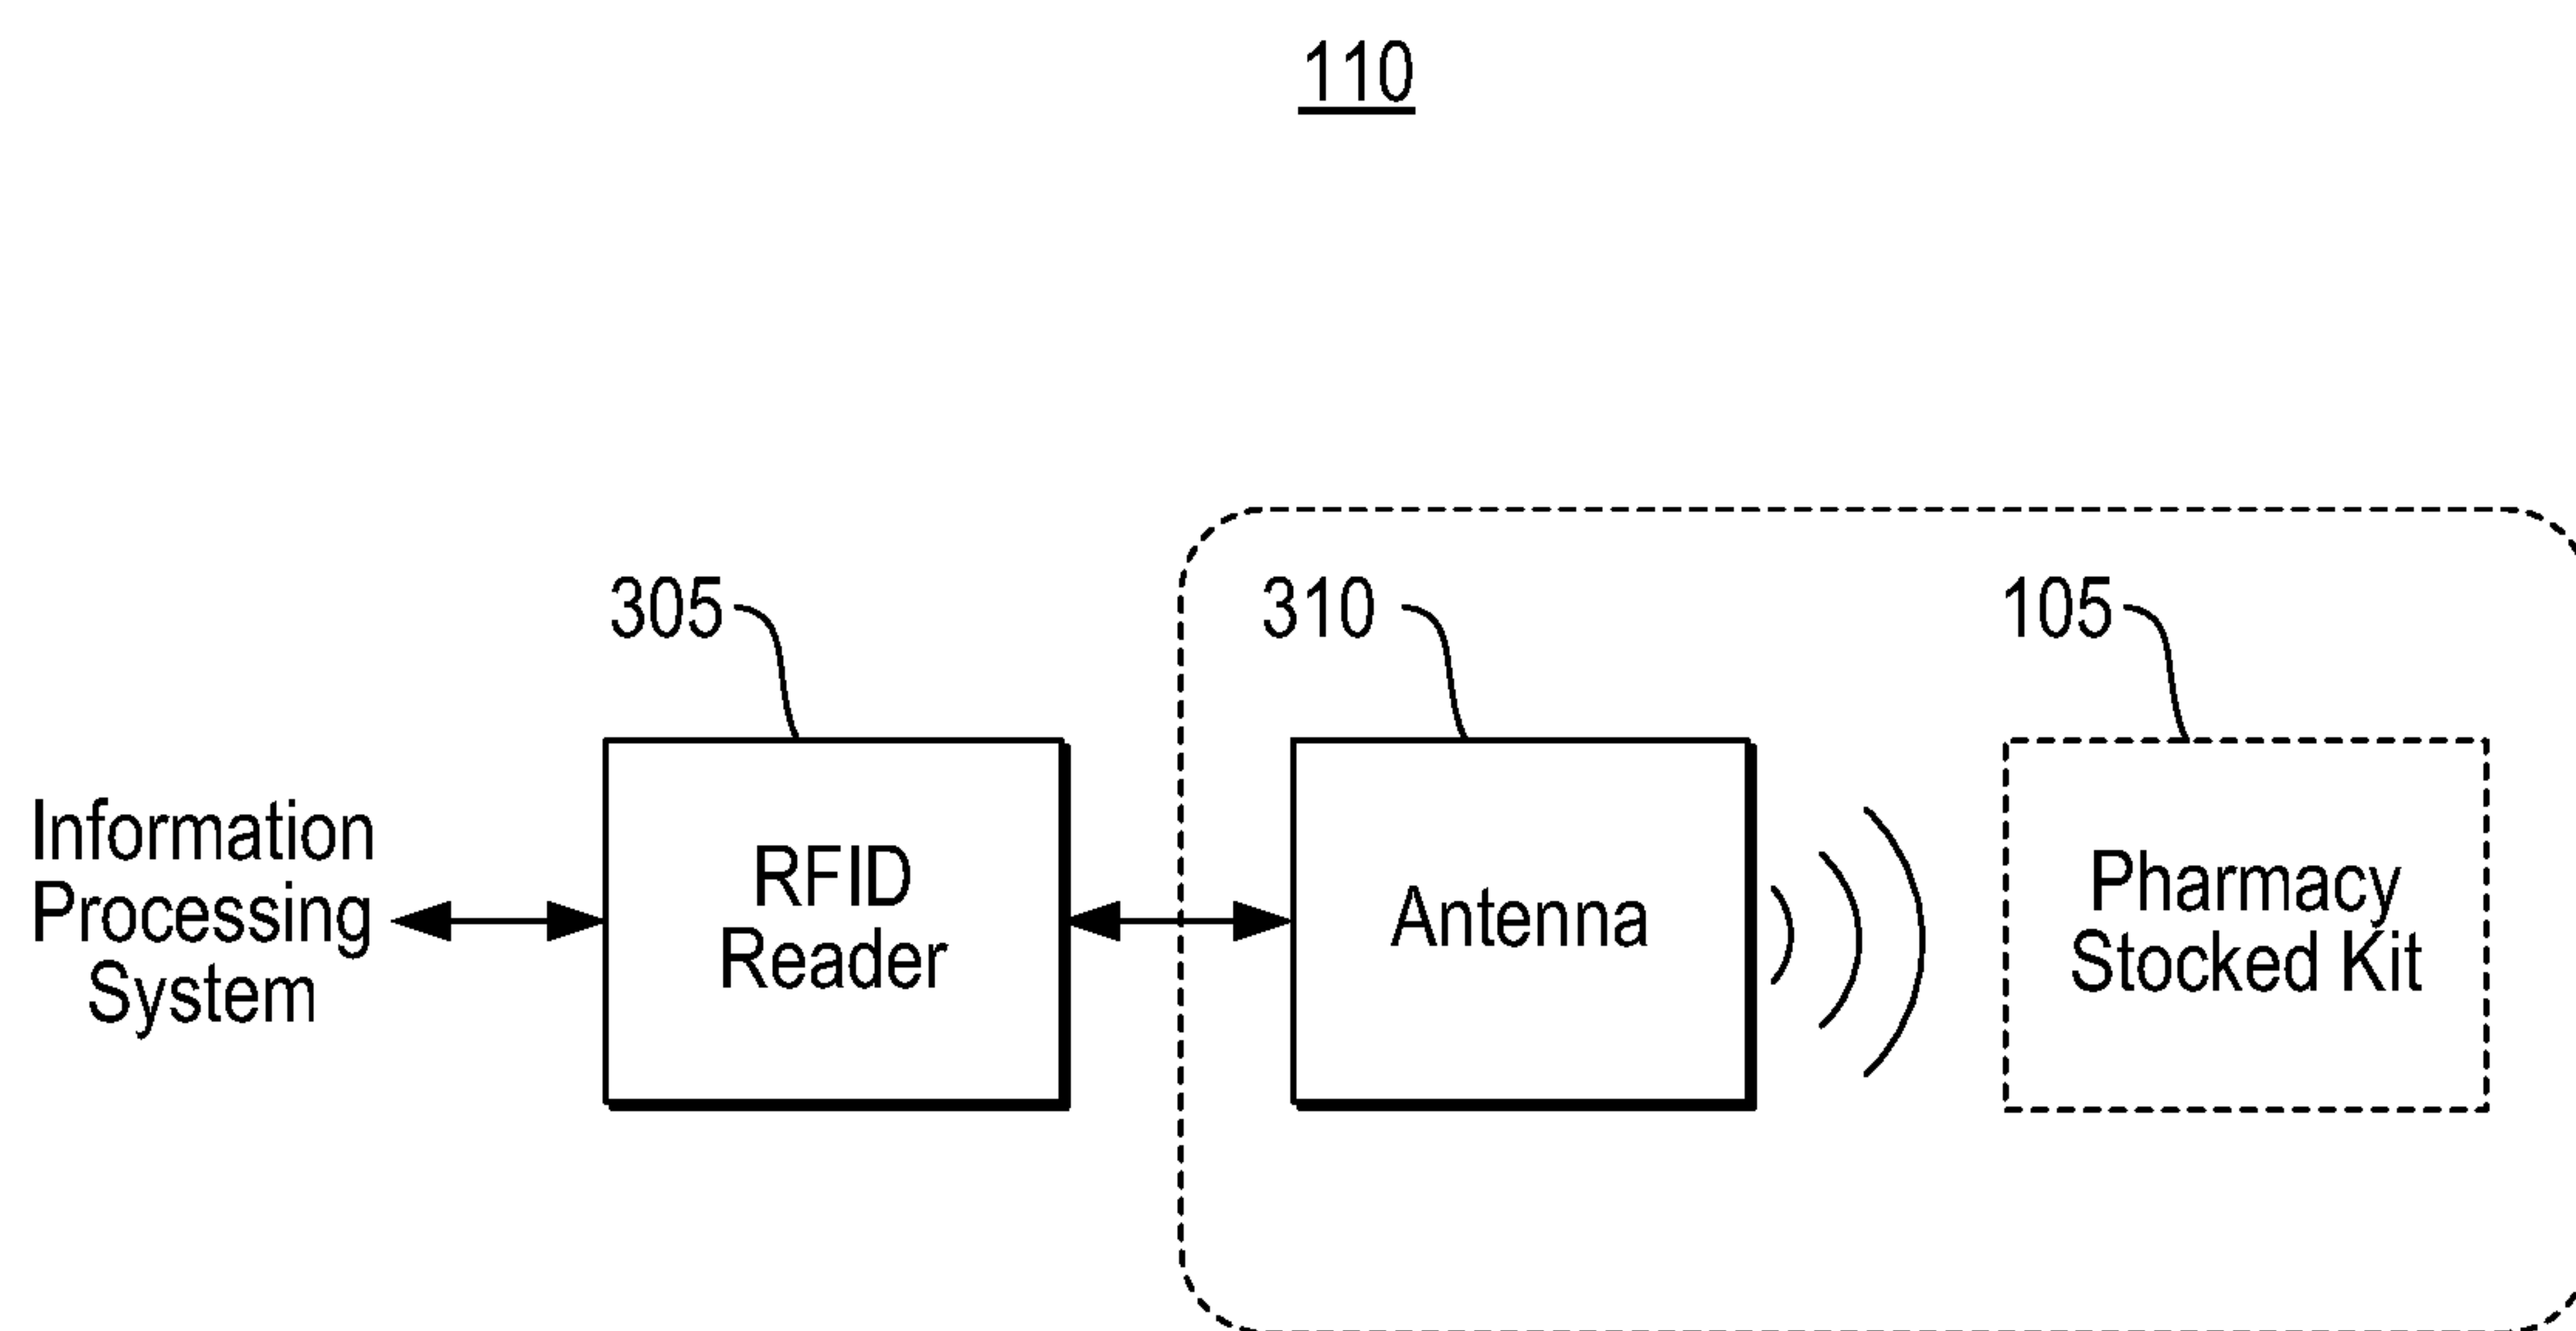 110
305
310
105
Information
Processing
System
RFID
Reader
Antenna
Pharmacy
Stocked Kit